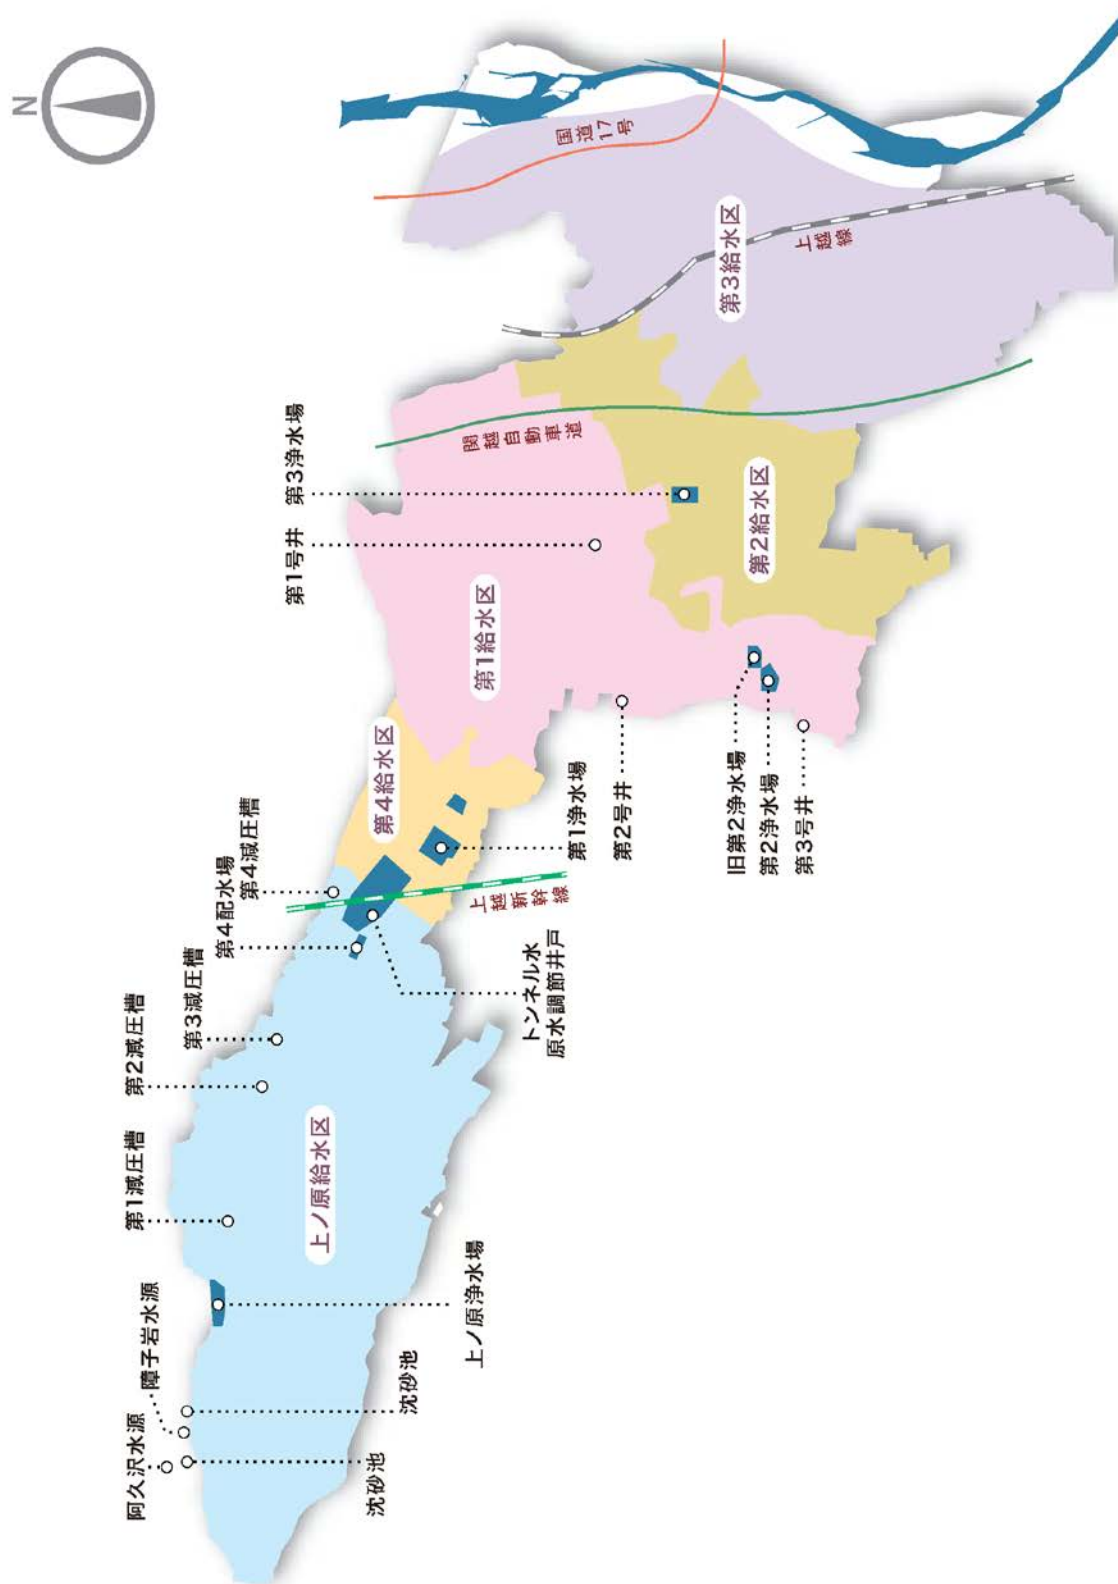 N
阿久沢水源
障子岩水源
第1減圧槽
第2減圧槽
第3減圧槽
第4配水場
第4減圧槽
第1号井
第3浄水場
上ノ原給水区
第4給水区
第1給水区
第2給水区
第3給水区
関越自動車道
国道17号
上越線
上越新幹線
沈砂池
沈砂池
上ノ原浄水場
トンネル水
原水調節井戸
第1浄水場
第2号井
旧第2浄水場
第2浄水場
第3号井